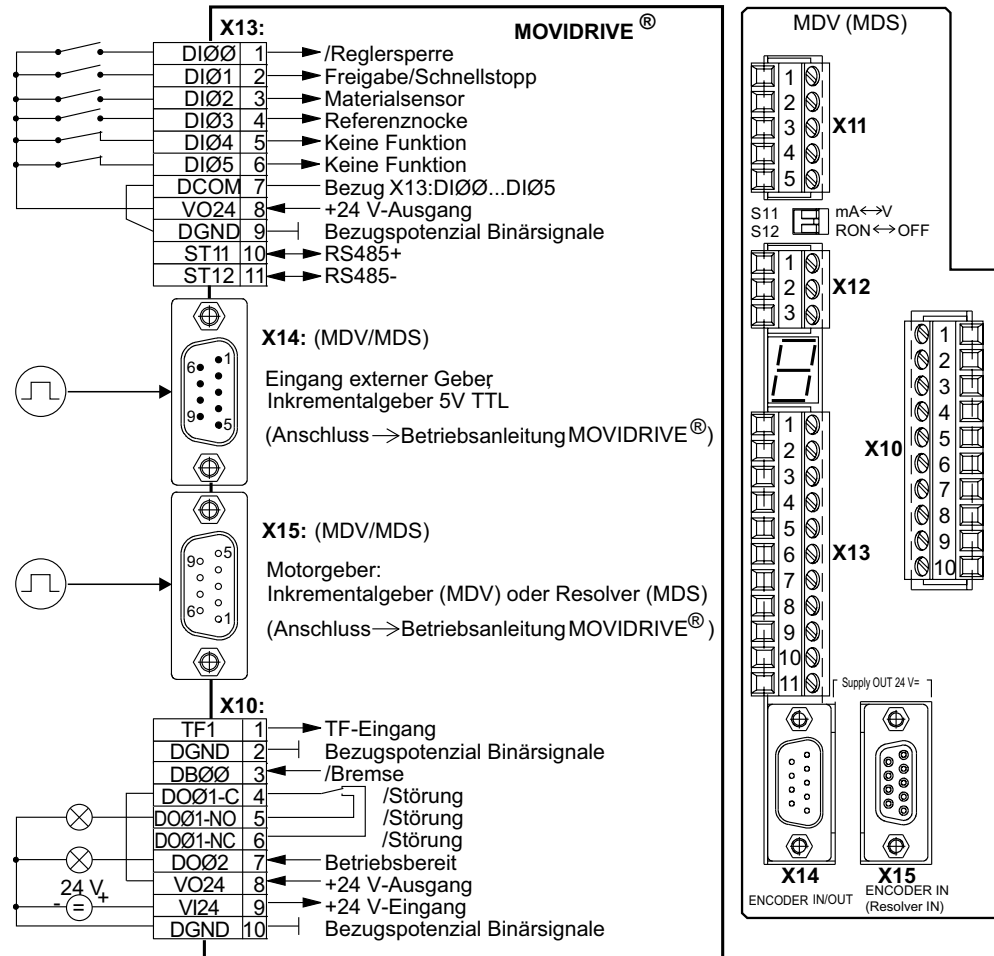 X13:
MOVIDRIVE ®
DIØØ 1 /Reglersperre
DIØ1 2 Freigabe/Schnellstopp
DIØ2 3 Materialsensor
DIØ3 4 Referenznocke
DIØ4 5 Keine Funktion
DIØ5 6 Keine Funktion
DCOM 7 Bezug X13:DIØØ...DIØ5
VO24 8 +24 V-Ausgang
DGND 9 Bezugspotenzial Binärsignale
ST11 10 RS485+
ST12 11 RS485-
X14: (MDV/MDS)
1
6
9
5
Eingang externer Geber,
Inkrementalgeber 5V TTL
(Anschluss → Betriebsanleitung MOVIDRIVE ®)
X15: (MDV/MDS)
5
9
6
1
Motorgeber:
Inkrementalgeber (MDV) oder Resolver (MDS)
(Anschluss → Betriebsanleitung MOVIDRIVE ®)
X10:
TF1 1 TF-Eingang
DGND 2 Bezugspotenzial Binärsignale
DBØØ 3 /Bremse
DOØ1-C 4 /Störung
DOØ1-NO 5 /Störung
DOØ1-NC 6 /Störung
DOØ2 7 Betriebsbereit
VO24 8 +24 V-Ausgang
24 V
- = +
VI24 9 +24 V-Eingang
DGND 10 Bezugspotenzial Binärsignale
MDV (MDS)
1
2
3
4
5
X11
S11 mA↔V
S12 RON↔OFF
1
2
3
X12
1
2
3
4
5
6
7
8
9
10
X10
1
2
3
4
5
6
7
8
9
10
11
X13
Supply OUT 24 V=
X14
ENCODER IN/OUT
X15
ENCODER IN
(Resolver IN)